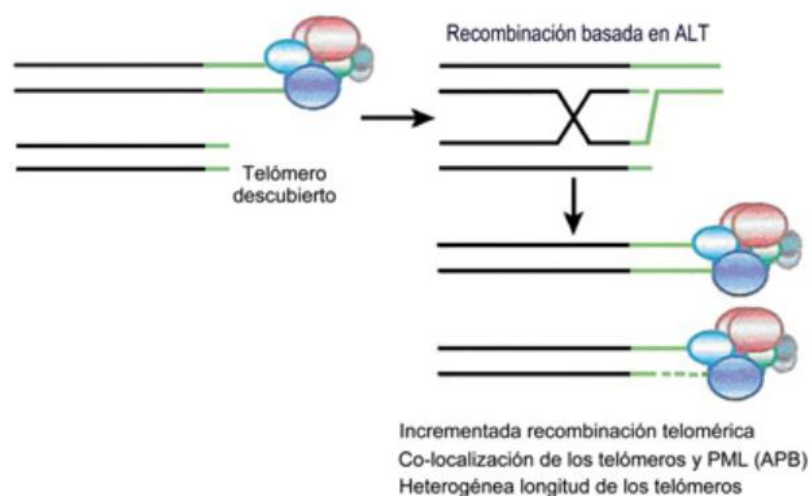 Recombinación basada en ALT
Telómero
descubierto
Incrementada recombinación telomérica
Co-localización de los telómeros y PML (APB)
Heterogénea longitud de los telómeros